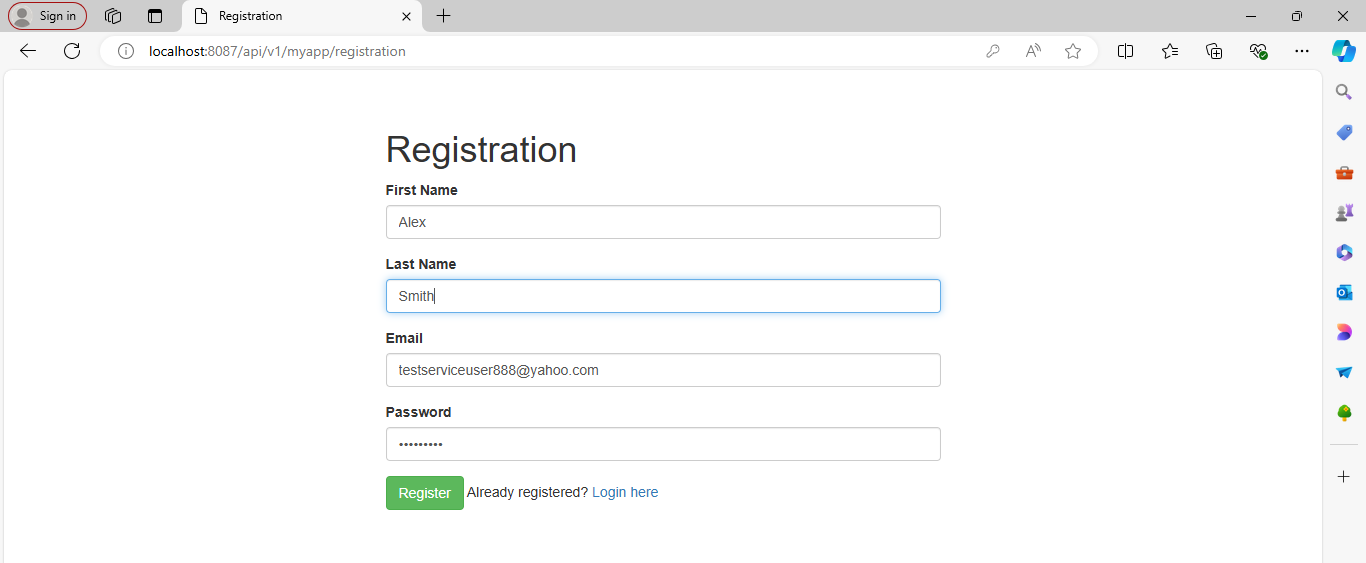 Sign in
Registration
localhost:8087/api/v1/myapp/registration
Registration
First Name
Alex
Last Name
Smith
Email
testserviceuser888@yahoo.com
Password
•••••••••
Register Already registered? Login here